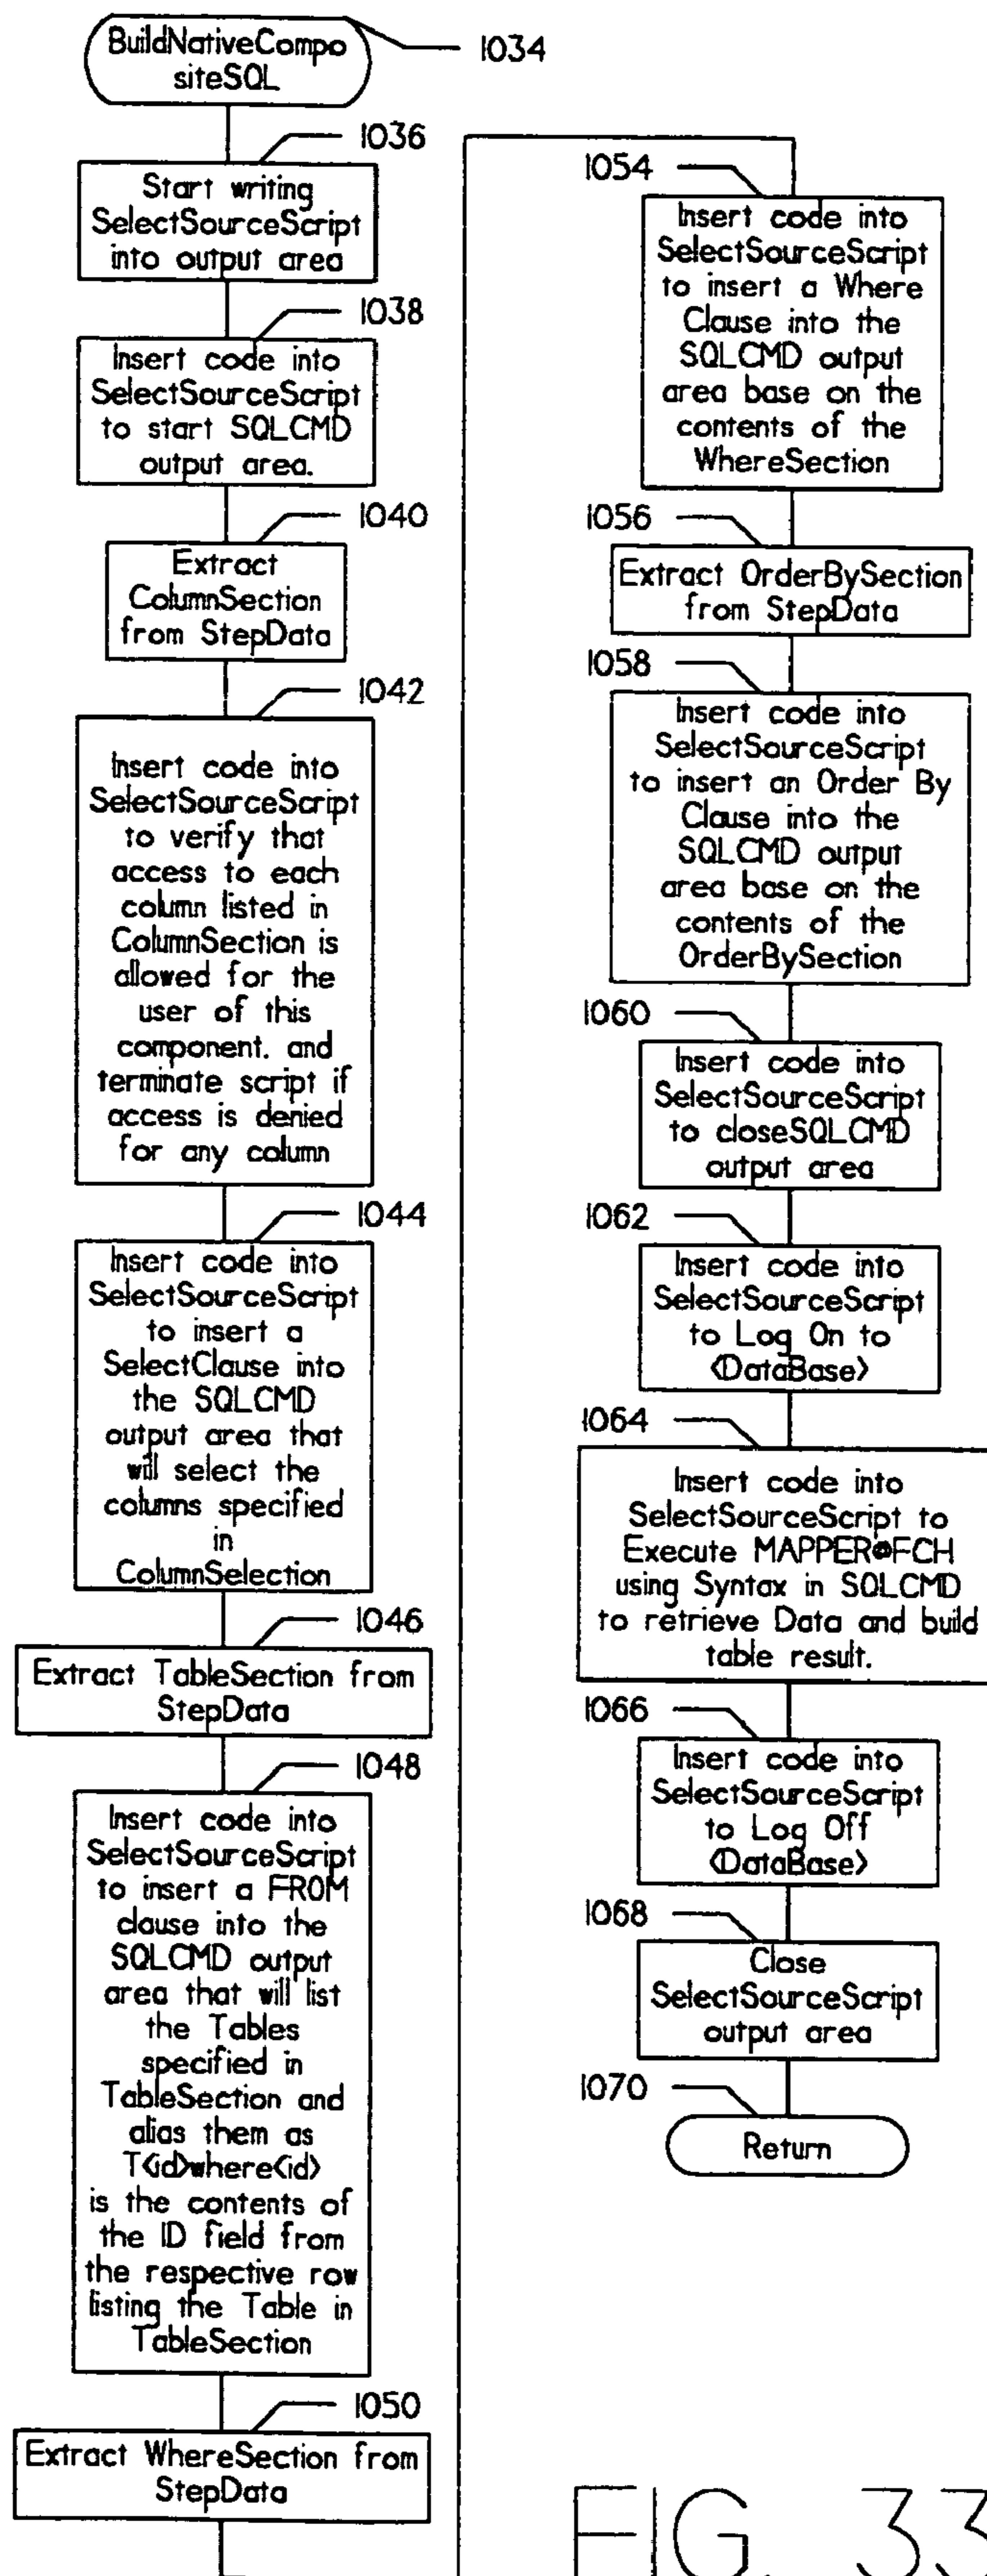 BuildNativeCompo
siteSQL
1034
1036
Start writing
SelectSourceScript
into output area
1038
Insert code into
SelectSourceScript
to start SQLCMD
output area.
1040
Extract
ColumnSection
from StepData
1042
Insert code into
SelectSourceScript
to verify that
access to each
column listed in
ColumnSection is
allowed for the
user of this
component. and
terminate script if
access is denied
for any column
1044
Insert code into
SelectSourceScript
to insert a
SelectClause into
the SQLCMD
output area that
will select the
columns specified
in
ColumnSelection
1046
Extract TableSection from
StepData
1048
Insert code into
SelectSourceScript
to insert a FROM
clause into the
SQLCMD output
area that will list
the Tables
specified in
TableSection and
alias them as
T<id>where<id>
is the contents of
the ID field from
the respective row
listing the Table in
TableSection
1050
Extract WhereSection from
StepData
1054
Insert code into
SelectSourceScript
to insert a Where
Clause into the
SQLCMD output
area base on the
contents of the
WhereSection
1056
Extract OrderBySection
from StepData
1058
Insert code into
SelectSourceScript
to insert an Order By
Clause into the
SQLCMD output
area base on the
contents of the
OrderBySection
1060
Insert code into
SelectSourceScript
to closeSQLCMD
output area
1062
Insert code into
SelectSourceScript
to Log On to
<DataBase>
1064
Insert code into
SelectSourceScript to
Execute MAPPER@FCH
using Syntax in SQLCMD
to retrieve Data and build
table result.
1066
Insert code into
SelectSourceScript
to Log Off
<DataBase>
1068
Close
SelectSourceScript
output area
1070
Return
FIG. 33